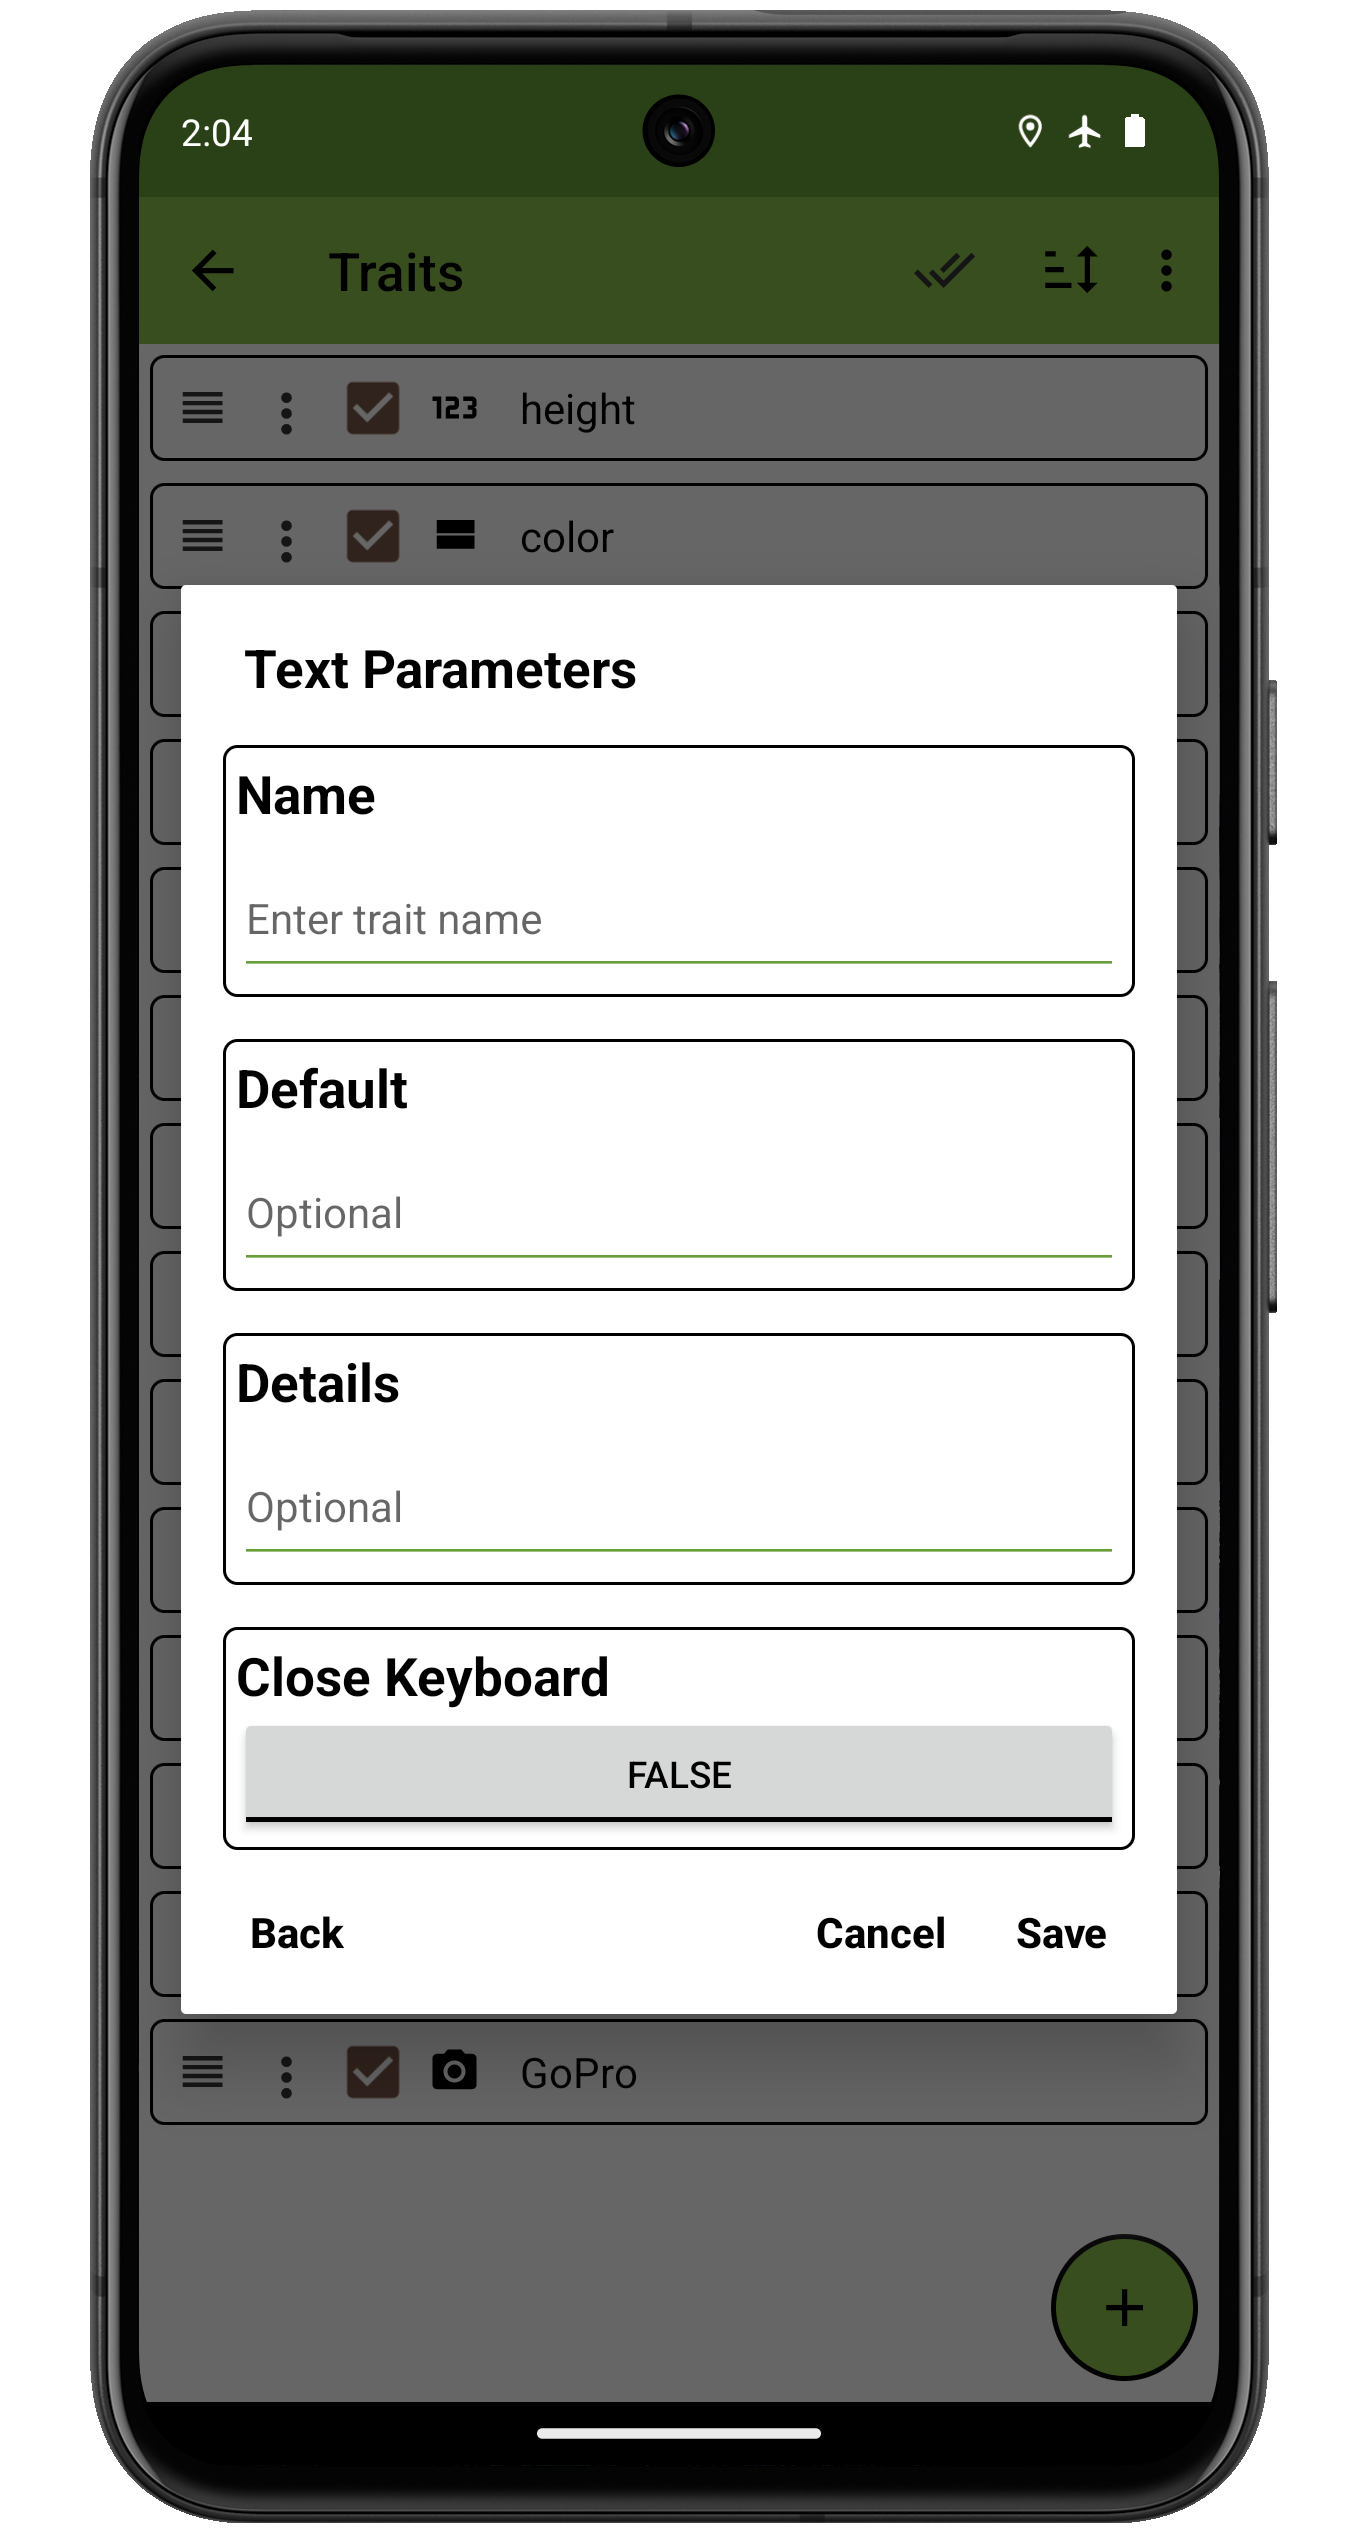 2:04
Traits
123 height
color
Text Parameters
Name
Enter trait name
Default
Optional
Details
Optional
Close Keyboard
FALSE
Back Cancel Save
GoPro